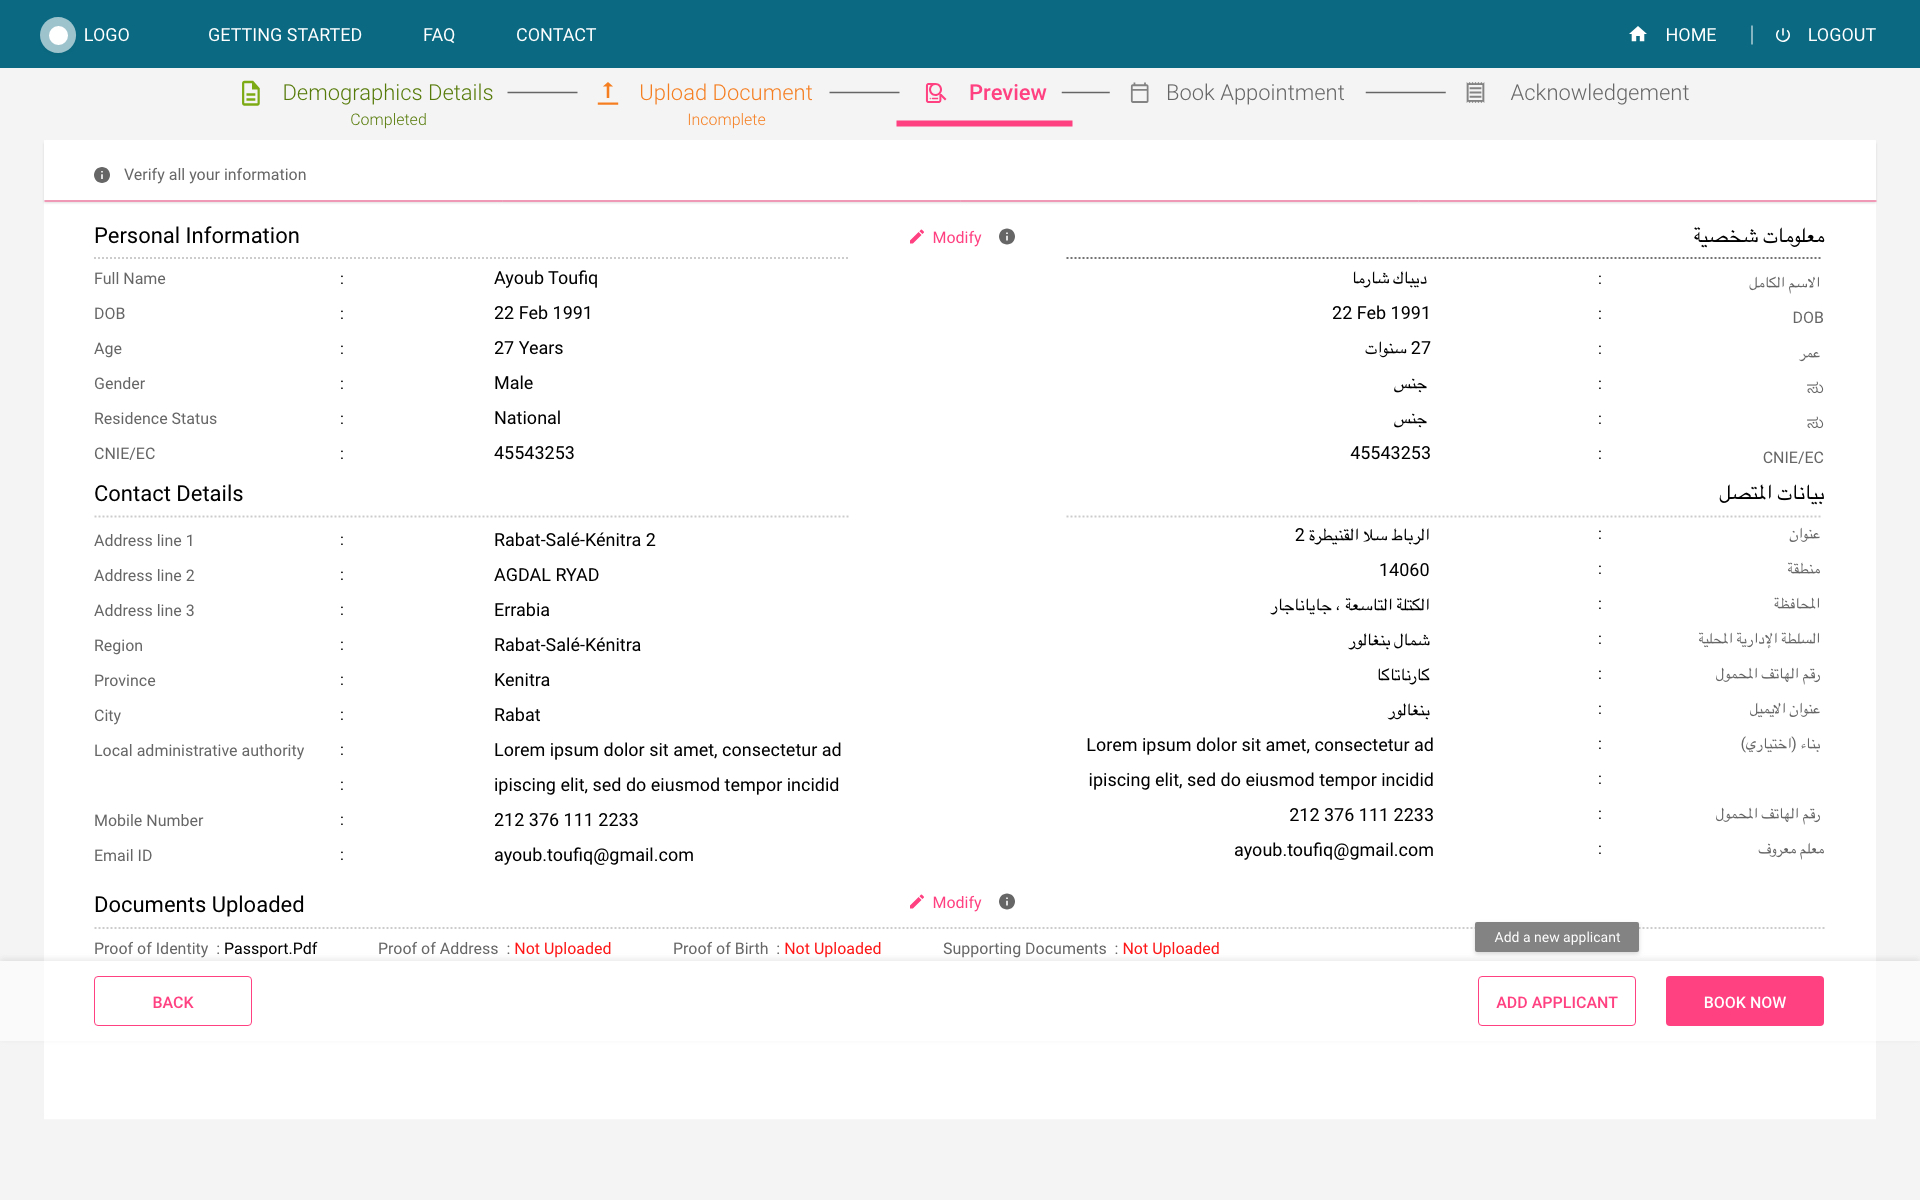 LOGO GETTING STARTED FAQ CONTACT HOME | LOGOUT
Demographics Details Upload Document Preview Book Appointment Acknowledgement
Completed Incomplete
Verify all your information
Personal Information Modify معلومات شخصية
Full Name : Ayoub Toufiq ديباك شارما : الاسم الكامل
DOB : 22 Feb 1991 22 Feb 1991 : DOB
Age : 27 Years 27 سنوات : عمر
Gender : Male جنس :
Residence Status : National جنس :
CNIE/EC : 45543253 45543253 : CNIE/EC
Contact Details بيانات المتصل
Address line 1 : Rabat-Salé-Kénitra 2 الرباط سلا القنيطرة 2 : عنوان
Address line 2 : AGDAL RYAD 14060 : منطقة
Address line 3 : Errabia الكتلة التاسعة ، جاياناجار : المحافظة
Region : Rabat-Salé-Kénitra شمال بنغالور : السلطة الإدارية المحلية
Province : Kenitra كارناتاكا : رقم الهاتف المحمول
City : Rabat بنغالور : عنوان الايميل
Local administrative authority : Lorem ipsum dolor sit amet, consectetur ad Lorem ipsum dolor sit amet, consectetur ad : بناء (اختياري)
: ipiscing elit, sed do eiusmod tempor incidid ipiscing elit, sed do eiusmod tempor incidid :
Mobile Number : 212 376 111 2233 212 376 111 2233 : رقم الهاتف المحمول
Email ID : ayoub.toufiq@gmail.com ayoub.toufiq@gmail.com : معلم معروف
Documents Uploaded Modify
Add a new applicant
Proof of Identity : Passport.Pdf Proof of Address : Not Uploaded Proof of Birth : Not Uploaded Supporting Documents : Not Uploaded
BACK ADD APPLICANT BOOK NOW